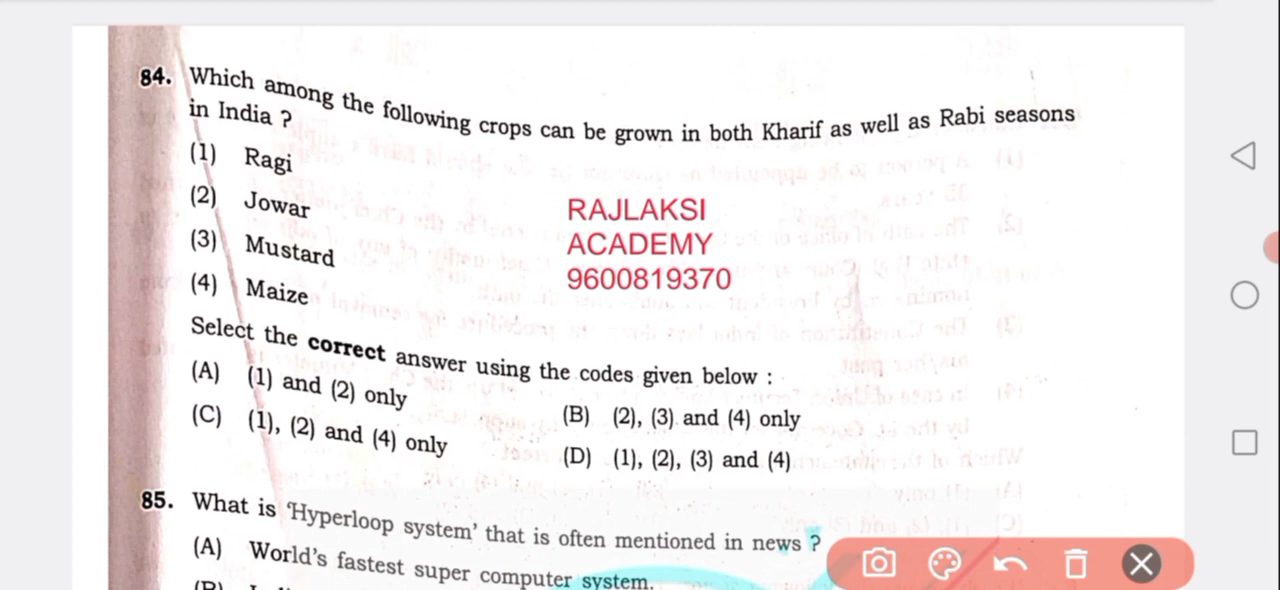 84. Which among the following crops can be grown in both Kharif as well as Rabi seasons
in India ?
(1) Ragi
(2) Jowar
(3) Mustard
(4) Maize
RAJLAKSI
ACADEMY
9600819370
Select the correct answer using the codes given below :
(A) (1) and (2) only
(B) (2), (3) and (4) only
(C) (1), (2) and (4) only
(D) (1), (2), (3) and (4)
85. What is 'Hyperloop system' that is often mentioned in news ?
(A) World's fastest super computer system.